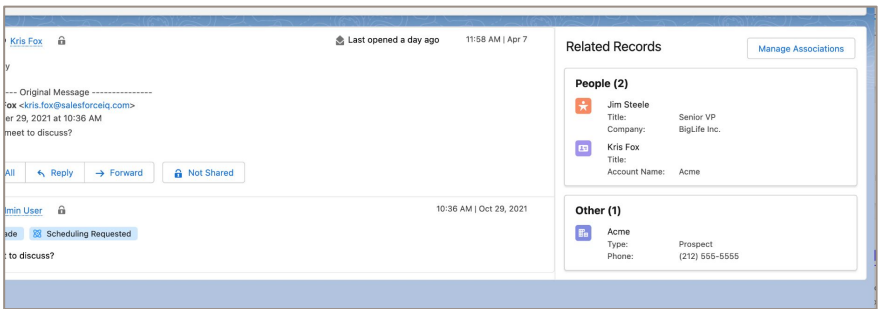 Kris Fox
Last opened a day ago
11:58 AM | Apr 7
y
---- Original Message ---------------
Fox <kris.fox@salesforceiq.com>
er 29, 2021 at 10:36 AM
meet to discuss?
All
Reply
Forward
Not Shared
dmin User
10:36 AM | Oct 29, 2021
ade
Scheduling Requested
t to discuss?
Related Records
Manage Associations
People (2)
Jim Steele
Title: Senior VP
Company: BigLife Inc.
Kris Fox
Title:
Account Name: Acme
Other (1)
Acme
Type: Prospect
Phone: (212) 555-5555